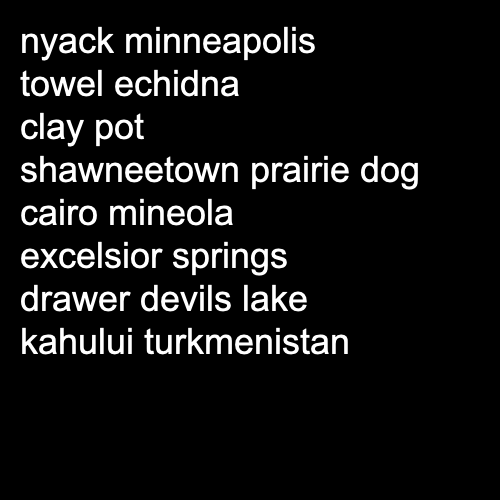 nyack minneapolis
towel echidna
clay pot
shawneetown prairie dog
cairo mineola
excelsior springs
drawer devils lake
kahului turkmenistan